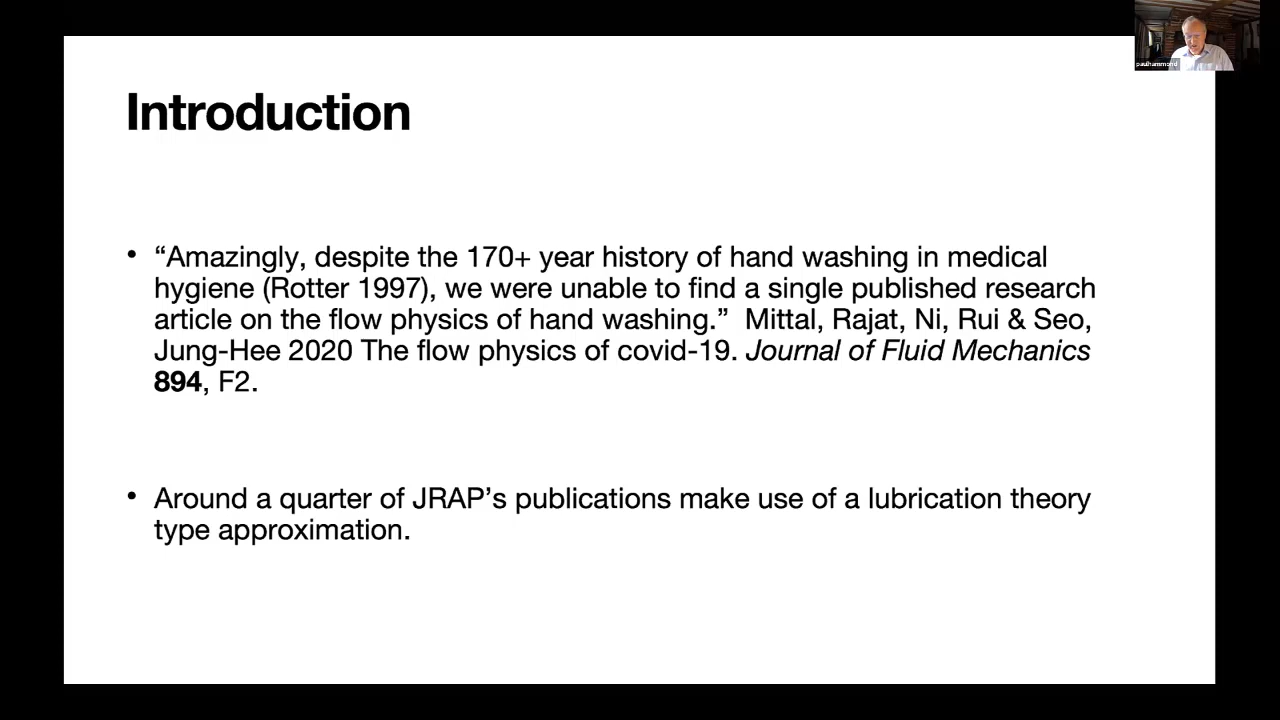 paulhammond
Introduction
• “Amazingly, despite the 170+ year history of hand washing in medical
hygiene (Rotter 1997), we were unable to find a single published research
article on the flow physics of hand washing.”  Mittal, Rajat, Ni, Rui & Seo,
Jung-Hee 2020 The flow physics of covid-19. Journal of Fluid Mechanics
894, F2.
• Around a quarter of JRAP’s publications make use of a lubrication theory
type approximation.